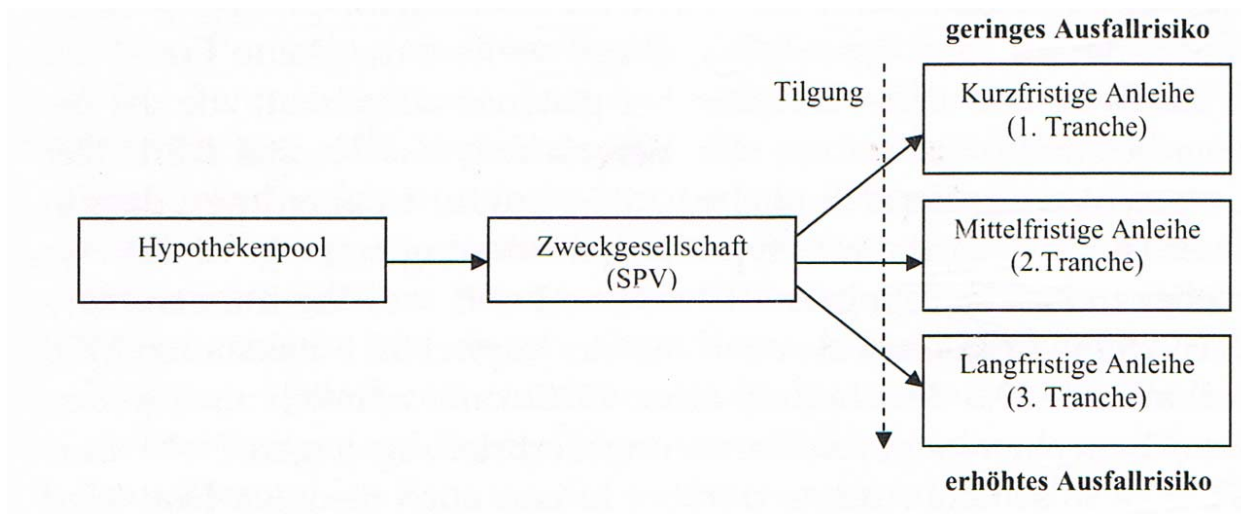 geringes Ausfallrisiko
Tilgung
Kurzfristige Anleihe
(1. Tranche)
Hypothekenpool
Zweckgesellschaft
(SPV)
Mittelfristige Anleihe
(2.Tranche)
Langfristige Anleihe
(3. Tranche)
erhöhtes Ausfallrisiko